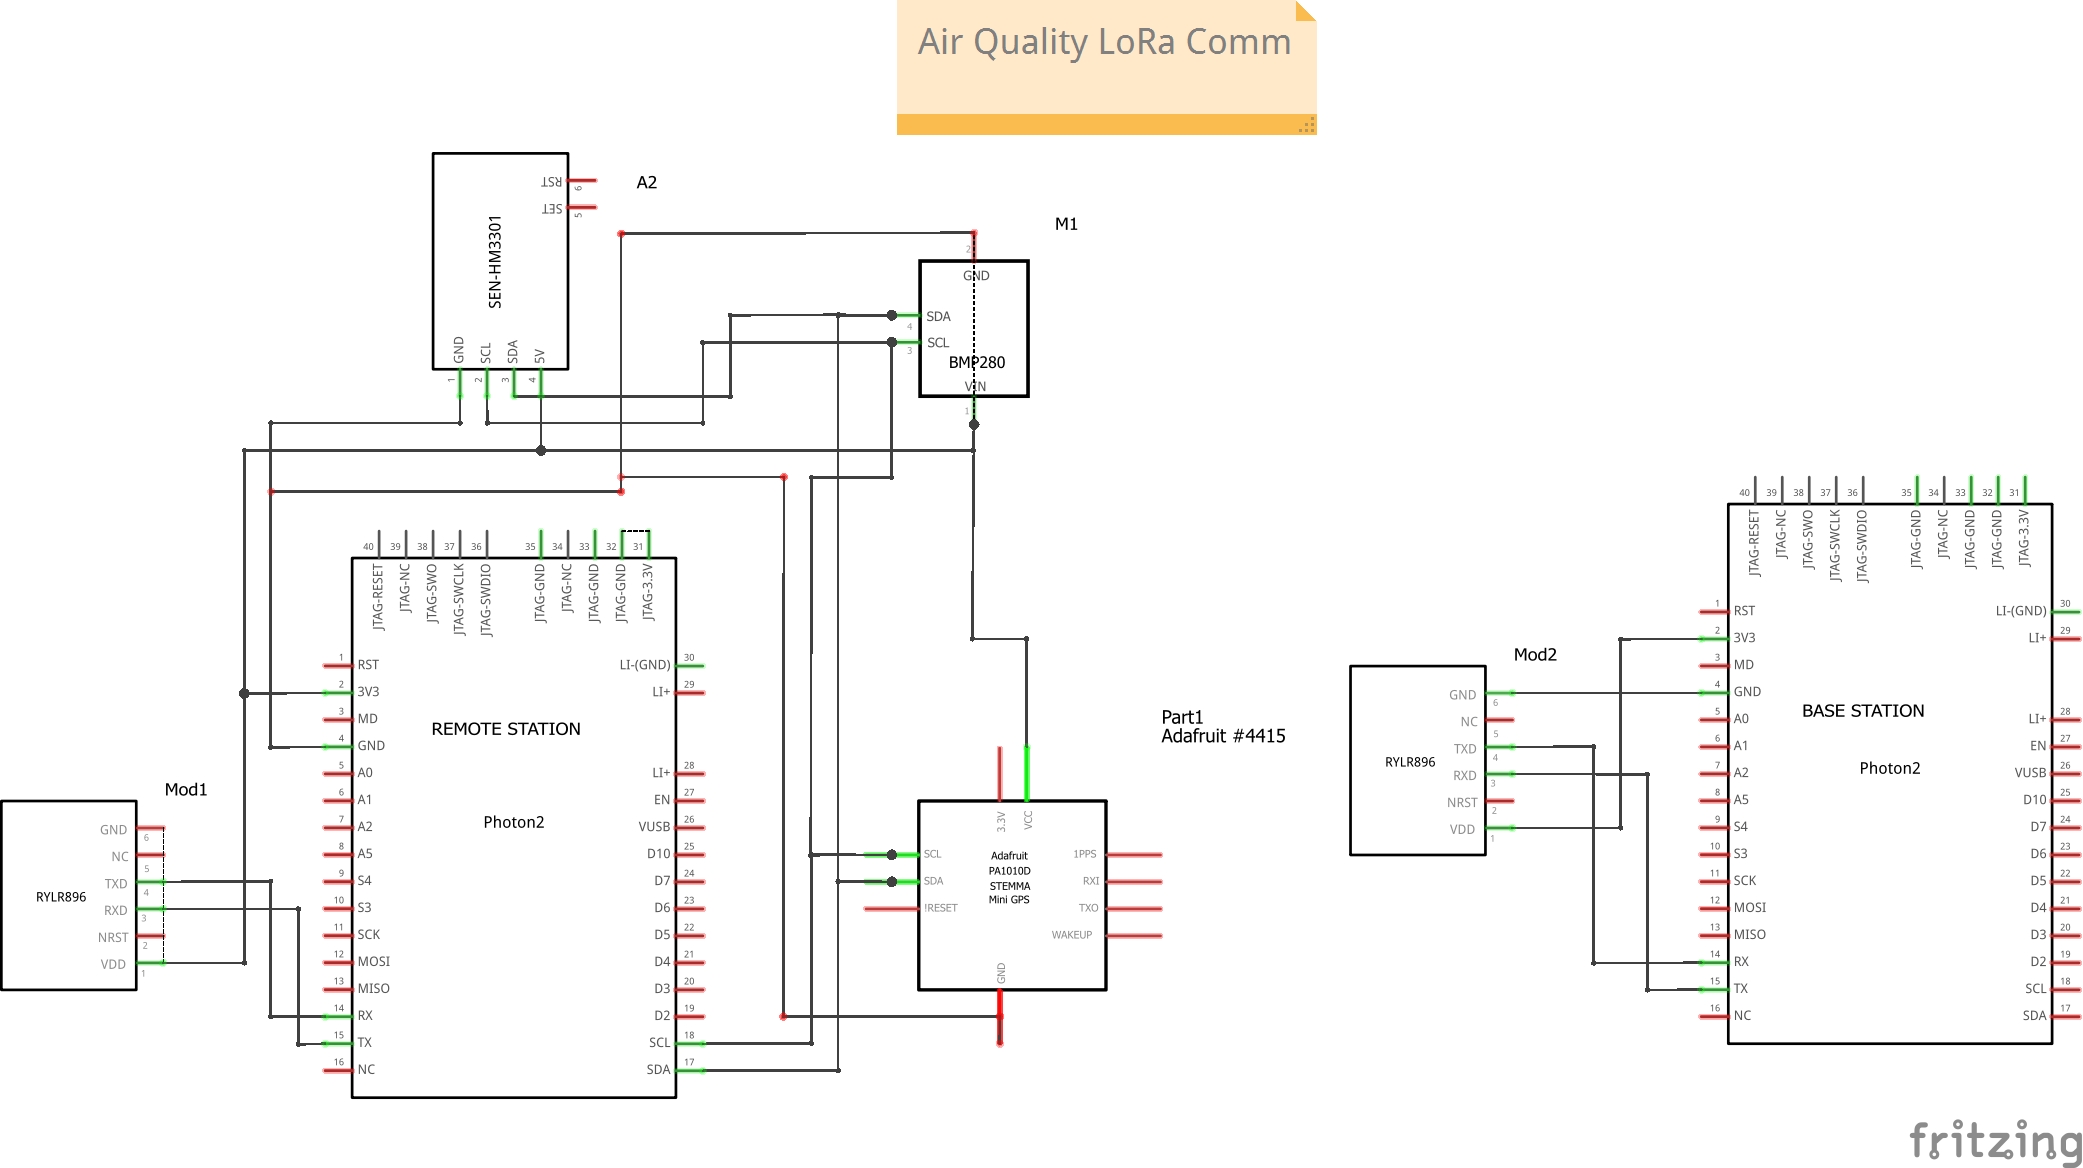 Air Quality LoRa Comm
A2
SEN-HM3301
RST
6
SET
5
GND
1
SCL
2
SDA
3
5V
4
M1
2
GND
SDA
4
SCL
3
BMP280
VIN
1
40 39 38 37 36 35 34 33 32 31
JTAG-RESET
JTAG-NC
JTAG-SWO
JTAG-SWCLK
JTAG-SWDIO
JTAG-GND
JTAG-NC
JTAG-GND
JTAG-GND
JTAG-3.3V
REMOTE STATION
Photon2
1 RST
2 3V3
3 MD
4 GND
5 A0
6 A1
7 A2
8 A5
9 S4
10 S3
11 SCK
12 MOSI
13 MISO
14 RX
15 TX
16 NC
LI-(GND) 30
LI+ 29
LI+ 28
EN 27
VUSB 26
D10 25
D7 24
D6 23
D5 22
D4 21
D3 20
D2 19
SCL 18
SDA 17
Mod1
RYLR896
GND 6
NC 5
TXD 4
RXD 3
NRST 2
VDD 1
Part1
Adafruit #4415
3.3V
VCC
SCL
SDA
!RESET
Adafruit
PA1010D
STEMMA
Mini GPS
1PPS
RXI
TXO
WAKEUP
GND
Mod2
RYLR896
GND 6
NC 5
TXD 4
RXD 3
NRST 2
VDD 1
40 39 38 37 36 35 34 33 32 31
JTAG-RESET
JTAG-NC
JTAG-SWO
JTAG-SWCLK
JTAG-SWDIO
JTAG-GND
JTAG-NC
JTAG-GND
JTAG-GND
JTAG-3.3V
BASE STATION
Photon2
1 RST
2 3V3
3 MD
4 GND
5 A0
6 A1
7 A2
8 A5
9 S4
10 S3
11 SCK
12 MOSI
13 MISO
14 RX
15 TX
16 NC
LI-(GND) 30
LI+ 29
LI+ 28
EN 27
VUSB 26
D10 25
D7 24
D6 23
D5 22
D4 21
D3 20
D2 19
SCL 18
SDA 17
fritzing